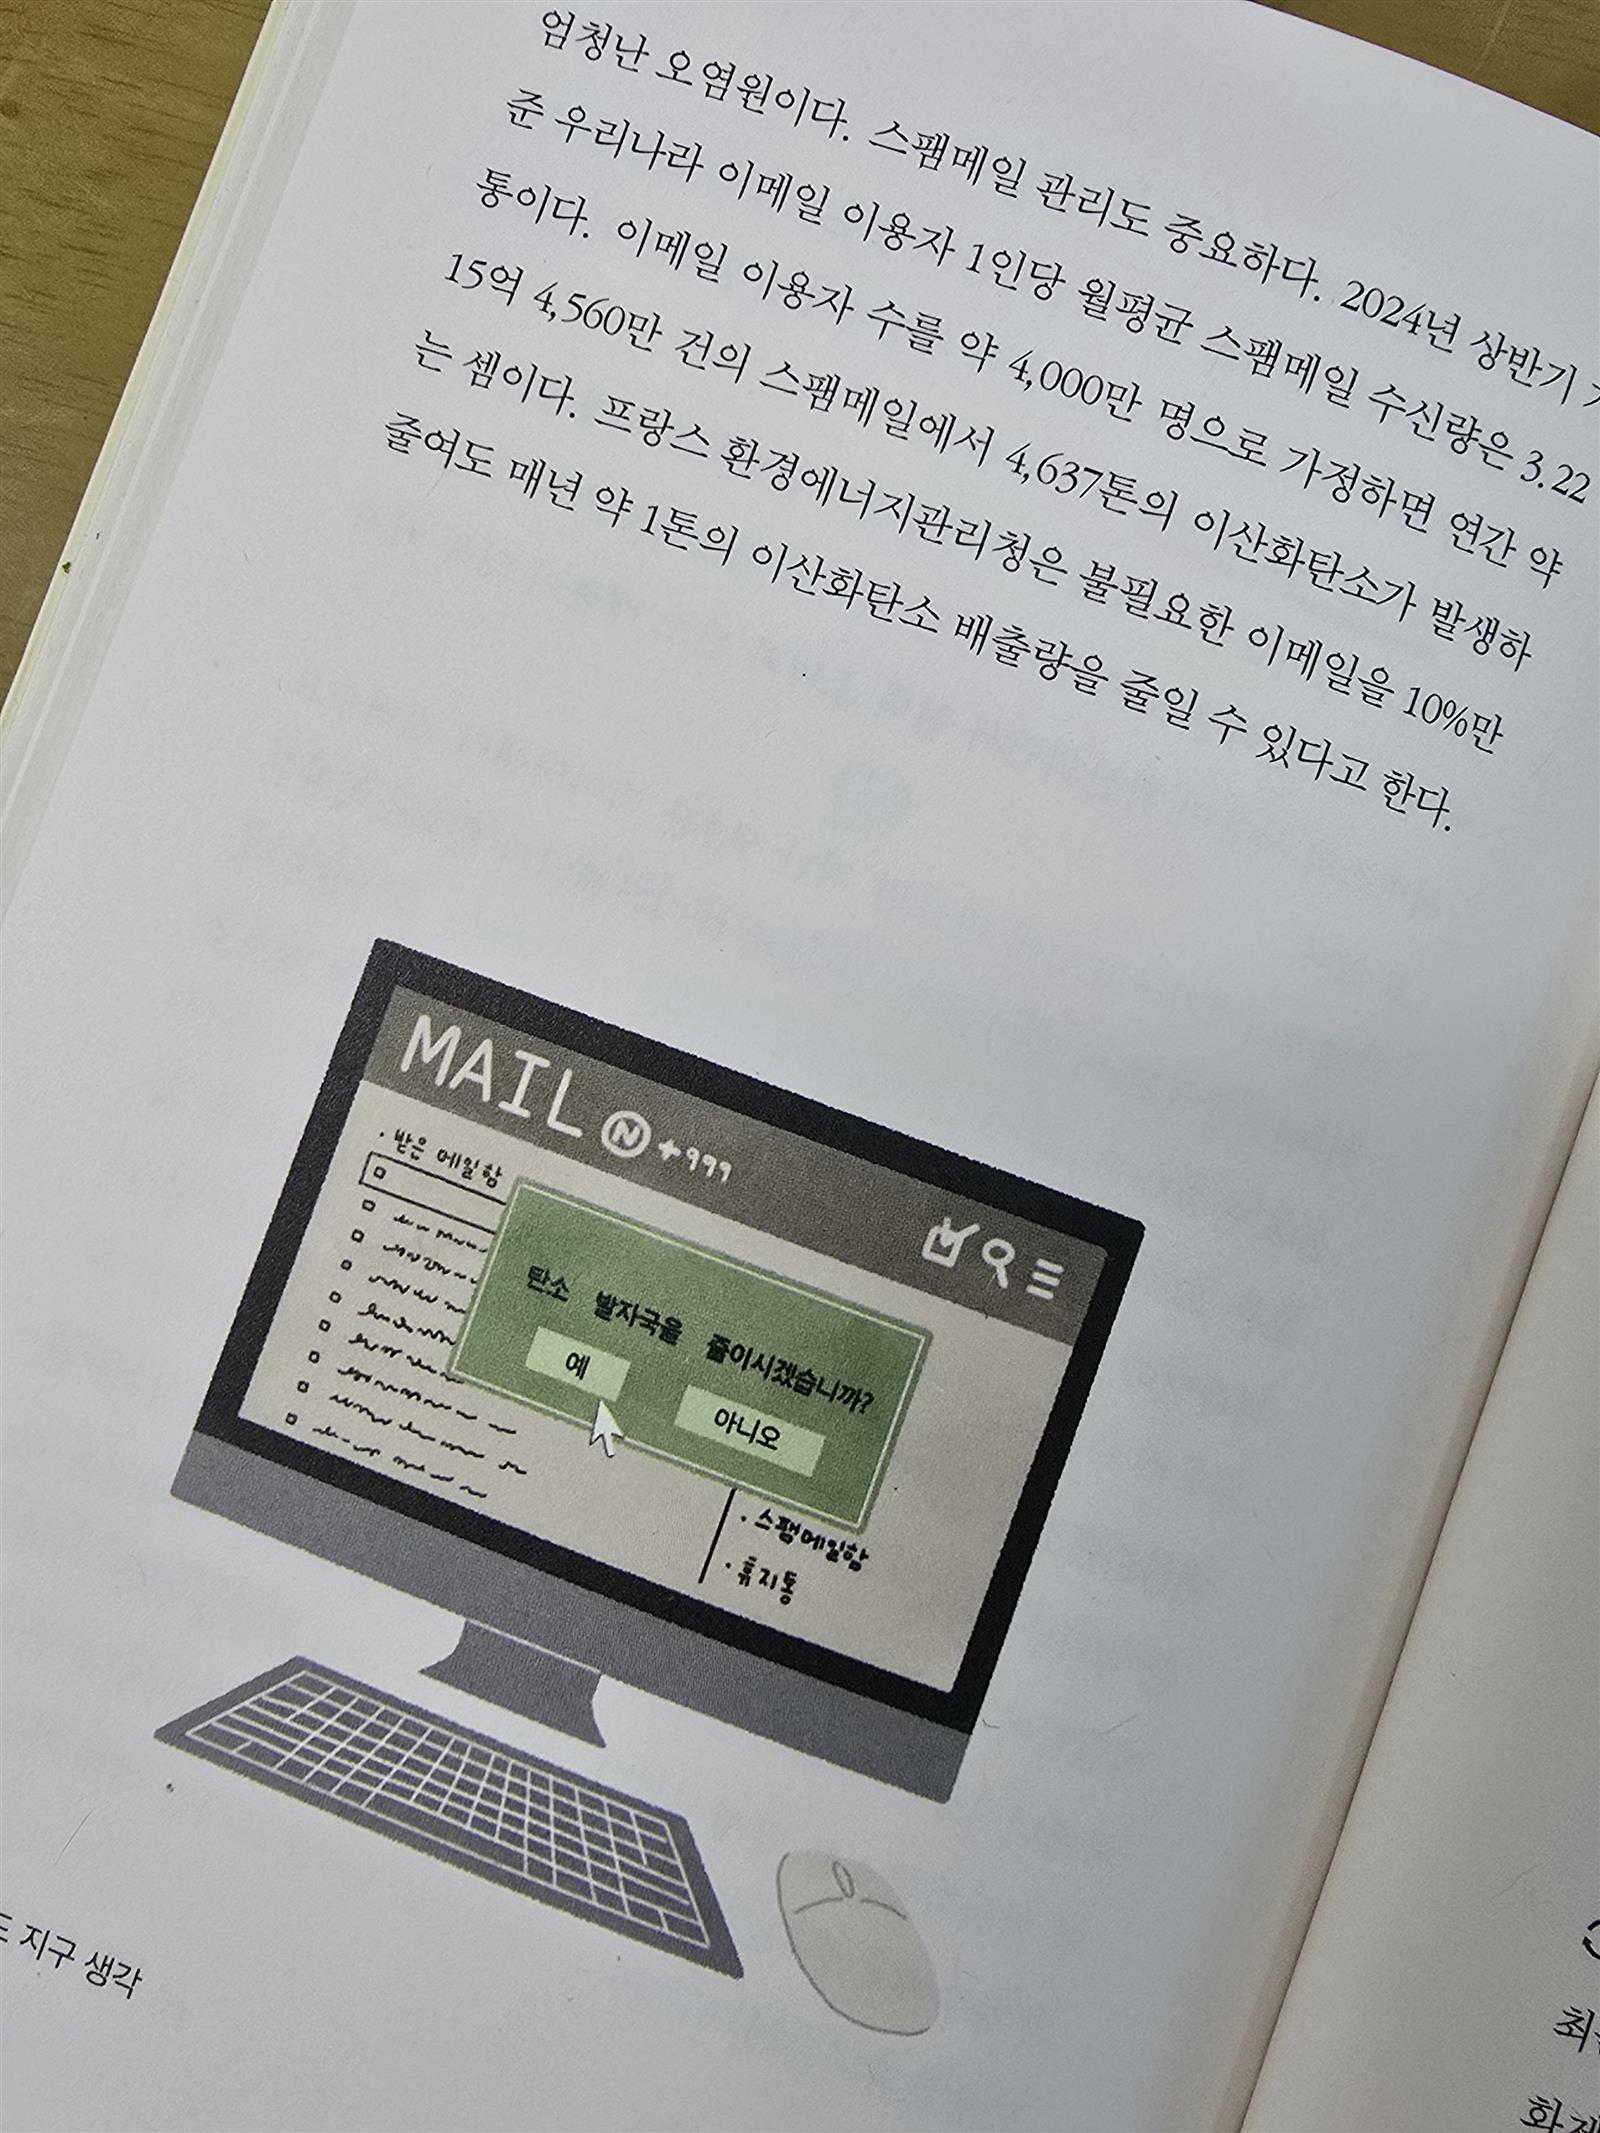 엄청난 오염원이다. 스팸메일 관리도 중요하다. 2024년 상반기 기
준 우리나라 이메일 이용자 1인당 월평균 스팸메일 수신량은 3.22
통이다. 이메일 이용자 수를 약 4,000만 명으로 가정하면 연간 약
15억 4,560만 건의 스팸메일에서 4,637톤의 이산화탄소가 발생하
는 셈이다. 프랑스 환경에너지관리청은 불필요한 이메일을 10%만
줄여도 매년 약 1톤의 이산화탄소 배출량을 줄일 수 있다고 한다.
MAIL N +999
· 받은 메일함
탄소 발자국을 줄이시겠습니까?
예
아니오
· 스팸메일함
· 휴지통
지구 생각